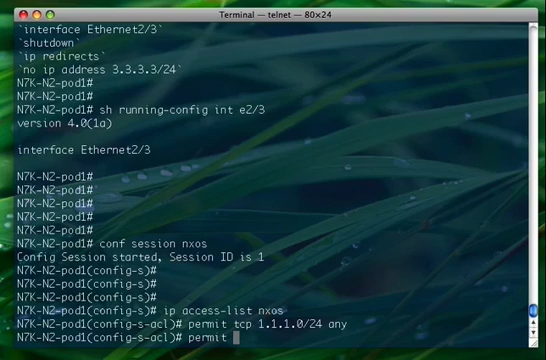 Terminal — telnet — 80×24
`interface Ethernet2/3`
`shutdown`
`ip redirects`
`no ip address 3.3.3.3/24`
N7K-N2-pod1#
N7K-N2-pod1# sh running-config int e2/3
version 4.0(1a)
interface Ethernet2/3
N7K-N2-pod1#
N7K-N2-pod1#
N7K-N2-pod1#
N7K-N2-pod1#
N7K-N2-pod1#
N7K-N2-pod1# conf session nxos
Config Session started, Session ID is 1
N7K-N2-pod1(config-s)#
N7K-N2-pod1(config-s)#
N7K-N2-pod1(config-s)#
N7K-N2-pod1(config-s)# ip access-list nxos
N7K-N2-pod1(config-s-acl)# permit tcp 1.1.1.0/24 any
N7K-N2-pod1(config-s-acl)# permit